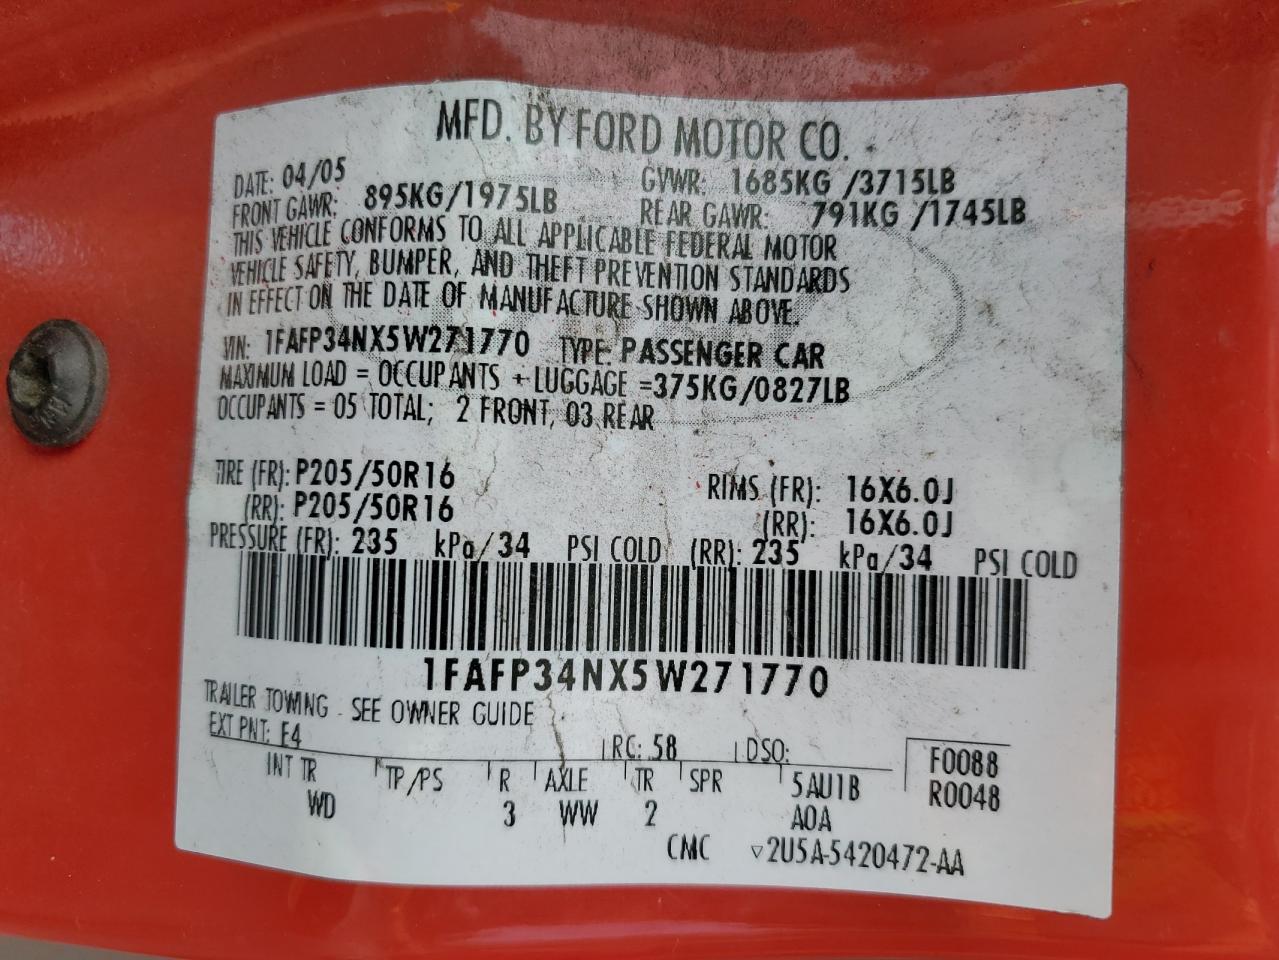 MFD. BY FORD MOTOR CO.
DATE: 04/05 GVWR: 1685KG /3715LB
FRONT GAWR: 895KG/1975LB REAR GAWR: 791KG /1745LB
THIS VEHICLE CONFORMS TO ALL APPLICABLE FEDERAL MOTOR
VEHICLE SAFETY, BUMPER, AND THEFT PREVENTION STANDARDS
IN EFFECT ON THE DATE OF MANUFACTURE SHOWN ABOVE.
VIN: 1FAFP34NX5W271770 TYPE: PASSENGER CAR
MAXIMUM LOAD = OCCUPANTS + LUGGAGE =375KG/0827LB
OCCUPANTS = 05 TOTAL; 2 FRONT, 03 REAR
TIRE (FR): P205/50R16 RIMS (FR): 16X6.0J
(RR): P205/50R16 (RR): 16X6.0J
PRESSURE (FR): 235 kPa/34 PSI COLD (RR): 235 kPa/34 PSI COLD
1FAFP34NX5W271770
TRAILER TOWING - SEE OWNER GUIDE
EXT PNT: E4 RC: 58 DSO: F0088
INT TR TP/PS R AXLE TR SPR 5AU1B R0048
WD 3 WW 2 A0A
CMC ▿2U5A-5420472-AA